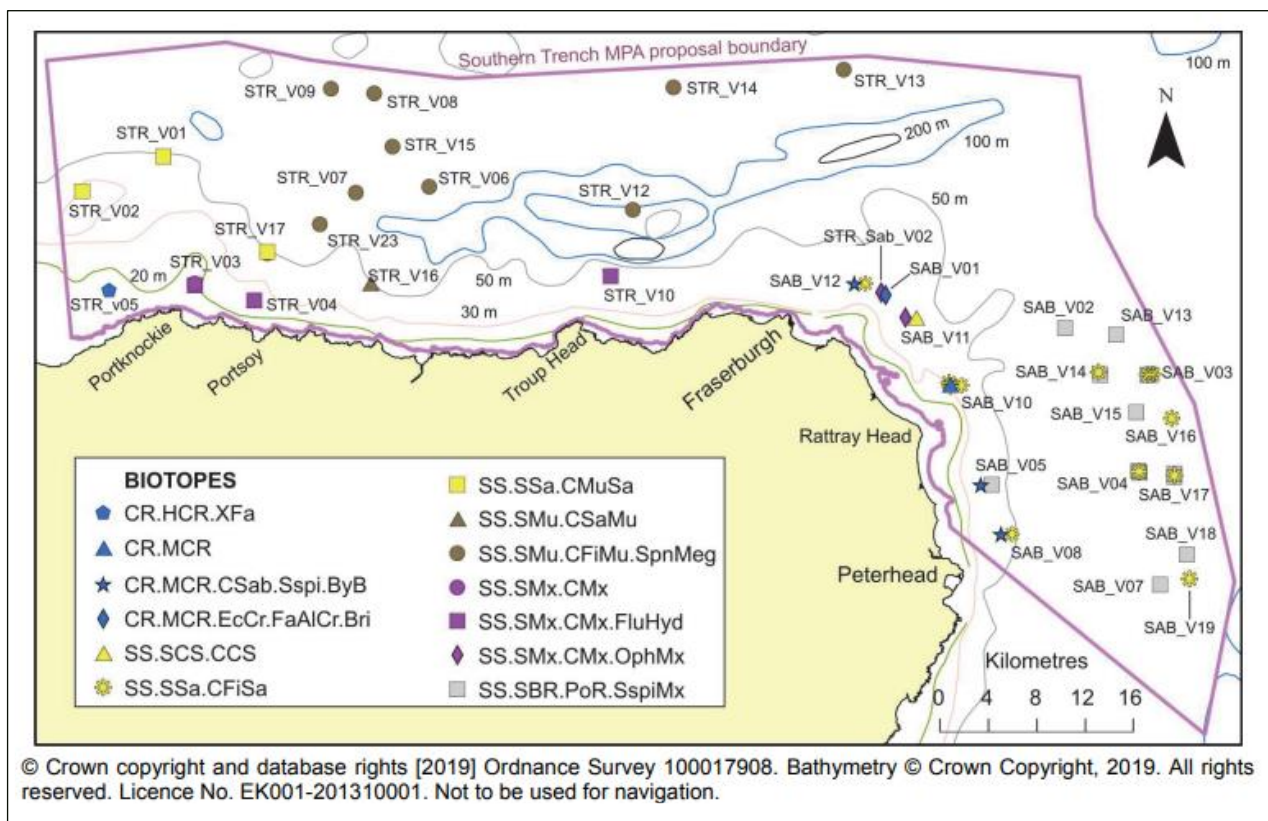 Southern Trench MPA proposal boundary
100 m
N
STR_V09
STR_V08
STR_V14
STR_V13
STR_V01
STR_V15
200 m
100 m
STR_V02
STR_V07
STR_V06
STR_V12
STR_V17
STR_V23
50 m
STR_Sab_V02
20 m
STR_V03
STR_V16
50 m
SAB_V12
SAB_V01
STR_v05
STR_V04
30 m
STR_V10
SAB_V11
SAB_V02
SAB_V13
Portknockie
Portsoy
Troup Head
Fraserburgh
SAB_V14
SAB_V03
SAB_V10
SAB_V15
SAB_V16
Rattray Head
SAB_V05
SAB_V04
SAB_V17
SAB_V08
SAB_V18
Peterhead
SAB_V07
SAB_V19
Kilometres
0 4 8 12 16
BIOTOPES
CR.HCR.XFa
CR.MCR
CR.MCR.CSab.Sspi.ByB
CR.MCR.EcCr.FaAlCr.Bri
SS.SCS.CCS
SS.SSa.CFiSa
SS.SSa.CMuSa
SS.SMu.CSaMu
SS.SMu.CFiMu.SpnMeg
SS.SMx.CMx
SS.SMx.CMx.FluHyd
SS.SMx.CMx.OphMx
SS.SBR.PoR.SspiMx
© Crown copyright and database rights [2019] Ordnance Survey 100017908. Bathymetry © Crown Copyright, 2019. All rights
reserved. Licence No. EK001-201310001. Not to be used for navigation.